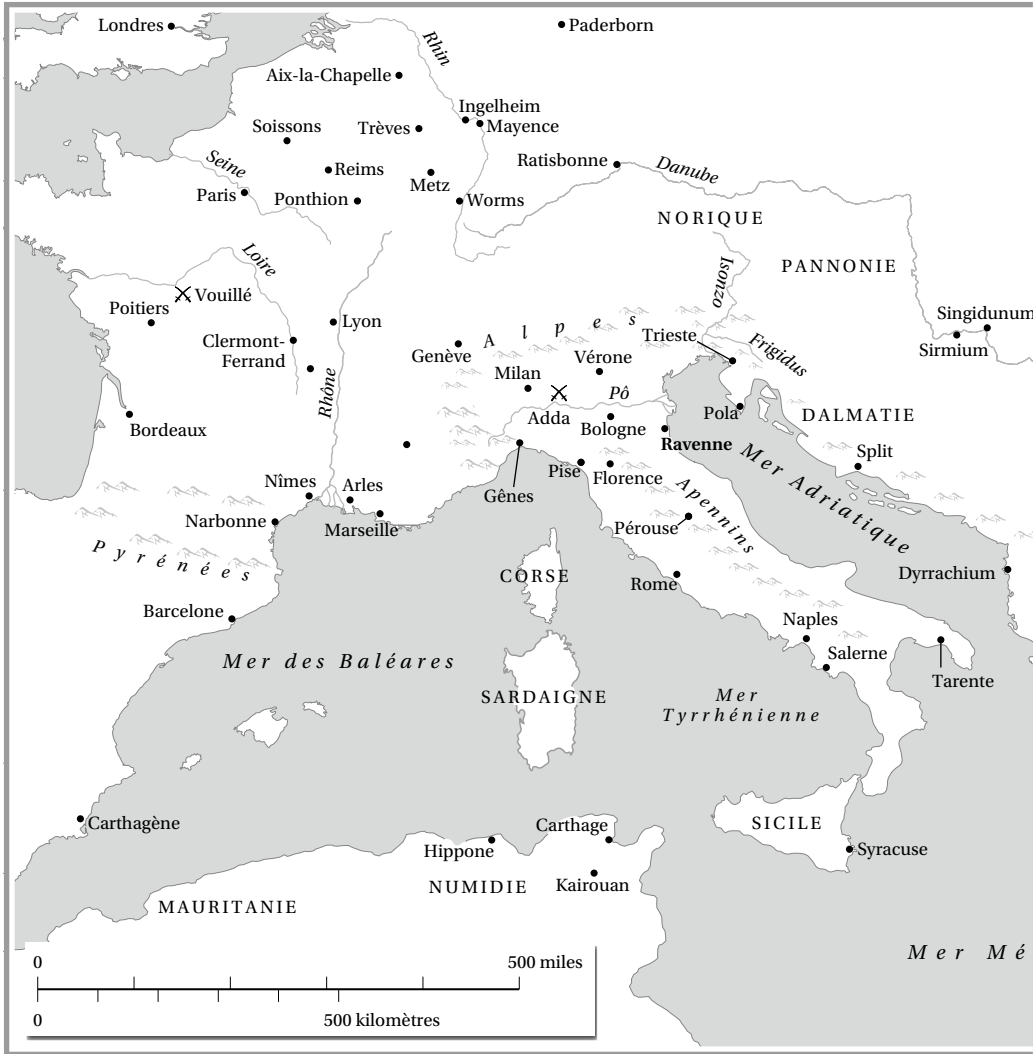 Londres
Paderborn
Rhin
Aix-la-Chapelle
Ingelheim
Mayence
Soissons
Trèves
Seine
Reims
Metz
Ratisbonne
Danube
Paris
Ponthion
Worms
NORIQUE
Loire
Isonzo
PANNONIE
Vouillé
Poitiers
Lyon
Singidunum
Clermont-
Ferrand
Genève
Alpes
Trieste
Frigidus
Sirmium
Vérone
Milan
Rhône
Pô
Adda
Pola
DALMATIE
Bordeaux
Bologne
Ravenne
Split
Mer Adriatique
Pise
Florence
Nîmes
Arles
Gênes
Apennins
Narbonne
Marseille
Pérouse
Pyrénées
CORSE
Rome
Dyrrachium
Barcelone
Naples
Mer des Baléares
Salerne
SARDAIGNE
Mer
Tyrrhénienne
Tarente
Carthagène
Carthage
SICILE
Hippone
Syracuse
NUMIDIE
Kairouan
MAURITANIE
Mer Mé
0 500 miles
0 500 kilomètres